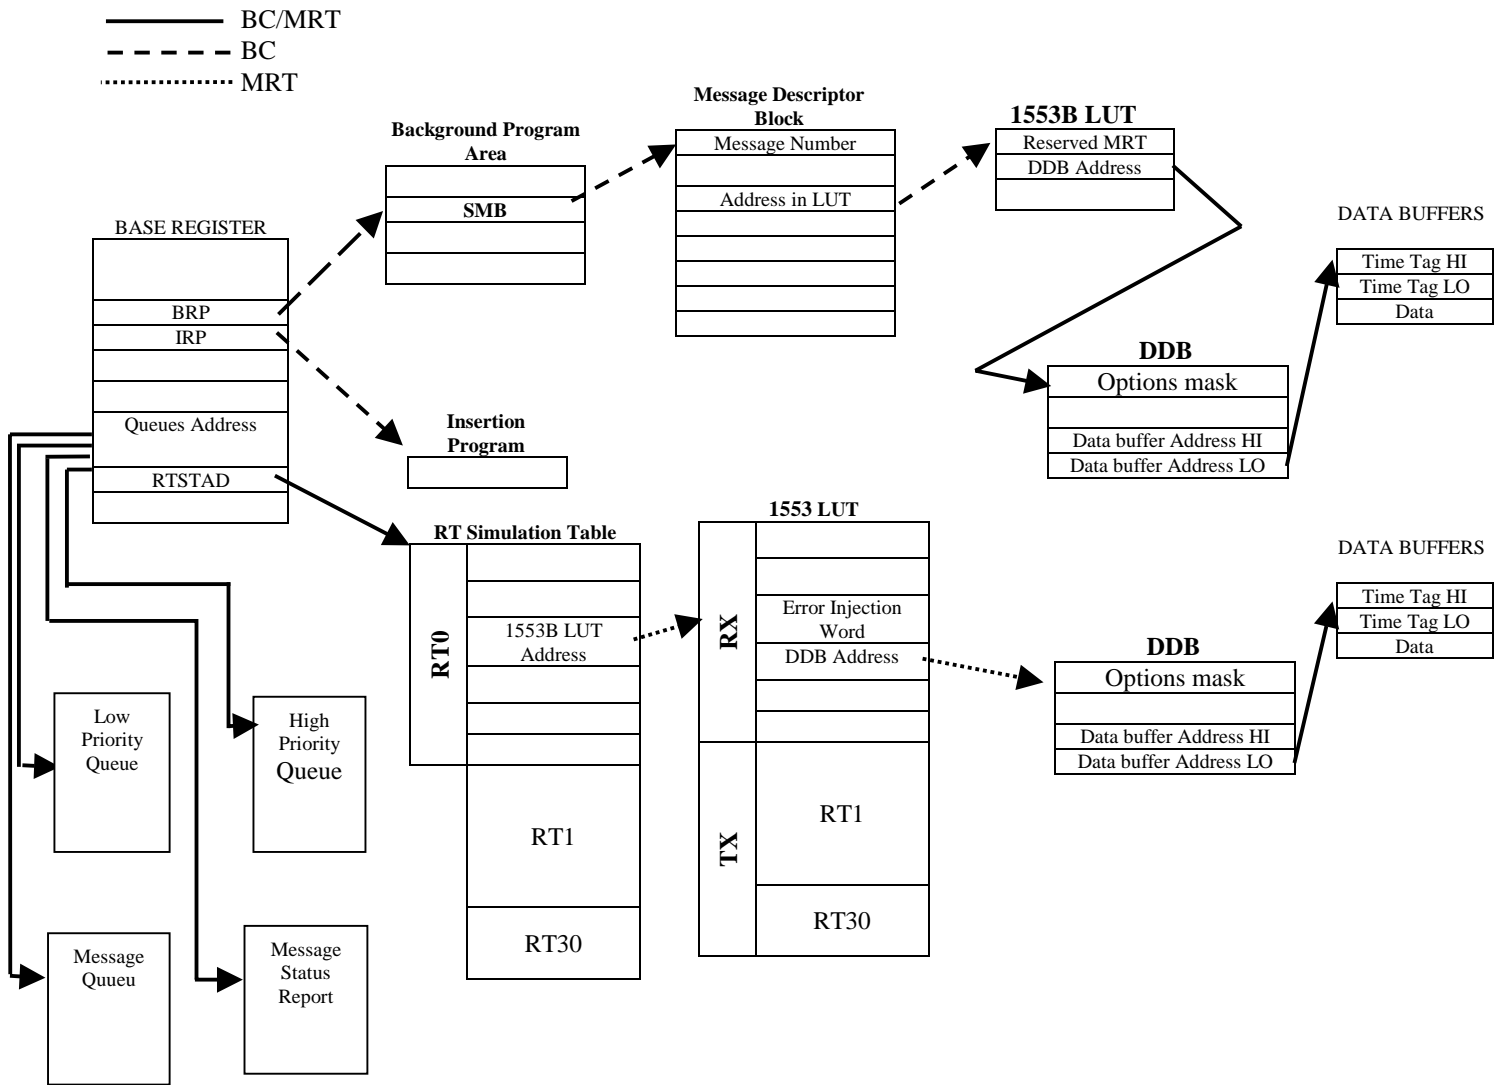 BC/MRT
BC
MRT
Background Program
Area
SMB
Message Descriptor
Block
Message Number
Address in LUT
1553B LUT
Reserved MRT
DDB Address
DATA BUFFERS
Time Tag HI
Time Tag LO
Data
BASE REGISTER
BRP
IRP
Queues Address
RTSTAD
Insertion
Program
DDB
Options mask
Data buffer Address HI
Data buffer Address LO
RT Simulation Table
RT0
1553B LUT
Address
RT1
RT30
1553 LUT
RX
Error Injection
Word
DDB Address
TX
RT1
RT30
DDB
Options mask
Data buffer Address HI
Data buffer Address LO
DATA BUFFERS
Time Tag HI
Time Tag LO
Data
Low
Priority
Queue
High
Priority
Queue
Message
Quueu
Message
Status
Report